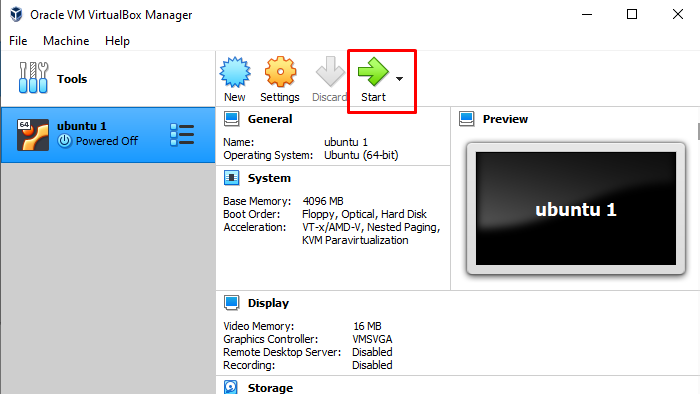 Oracle VM VirtualBox Manager
File Machine Help
Tools
New Settings Discard Start
64 ubuntu 1
Powered Off
General
Name: ubuntu 1
Operating System: Ubuntu (64-bit)
System
Base Memory: 4096 MB
Boot Order: Floppy, Optical, Hard Disk
Acceleration: VT-x/AMD-V, Nested Paging,
KVM Paravirtualization
Display
Video Memory: 16 MB
Graphics Controller: VMSVGA
Remote Desktop Server: Disabled
Recording: Disabled
Storage
Preview
ubuntu 1